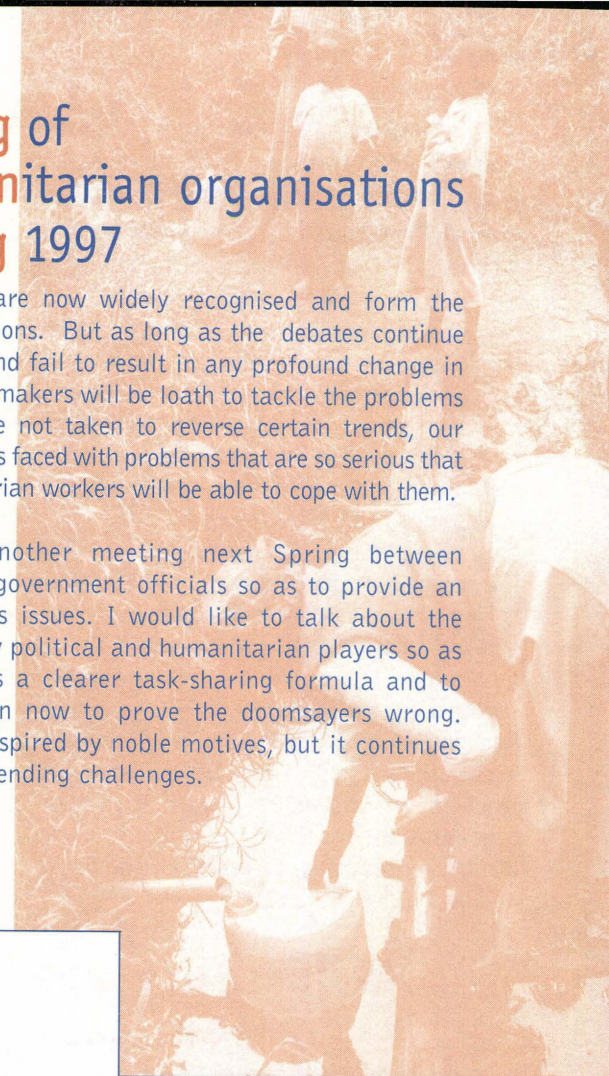 g of
nitarian organisations
g 1997
are now widely recognised and form the
ons. But as long as the debates continue
nd fail to result in any profound change in
makers will be loath to tackle the problems
e not taken to reverse certain trends, our
s faced with problems that are so serious that
rian workers will be able to cope with them.
nother meeting next Spring between
government officials so as to provide an
s issues. I would like to talk about the
y political and humanitarian players so as
s a clearer task-sharing formula and to
n now to prove the doomsayers wrong.
spired by noble motives, but it continues
ending challenges.